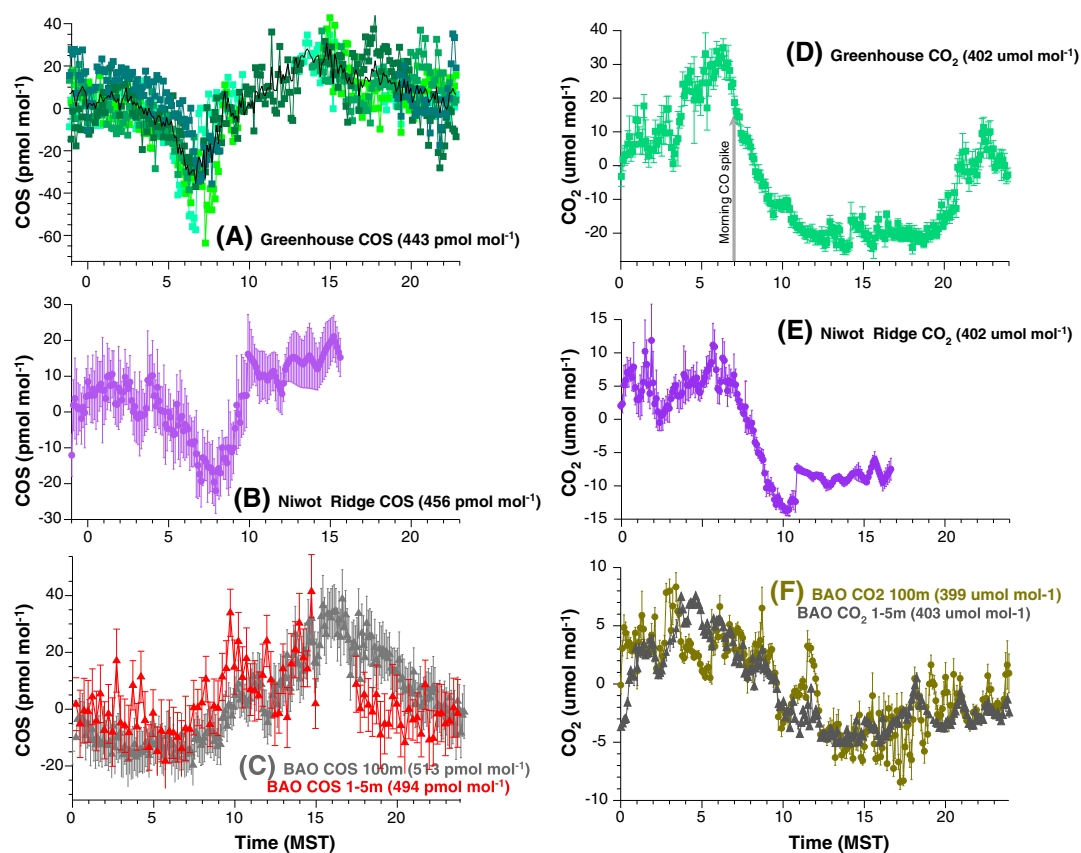 COS (pmol mol-1)
40
20
0
-20
-40
-60
(A) Greenhouse COS (443 pmol mol-1)
0 5 10 15 20
CO2 (umol mol-1)
40
30
20
10
0
-10
-20
(D) Greenhouse CO2 (402 umol mol-1)
Morning CO spike
0 5 10 15 20
COS (pmol mol-1)
30
20
10
0
-10
-20
-30
(B) Niwot Ridge COS (456 pmol mol-1)
0 5 10 15 20
CO2 (umol mol-1)
15
10
5
0
-5
-10
-15
(E) Niwot Ridge CO2 (402 umol mol-1)
0 5 10 15 20
COS (pmol mol-1)
40
20
0
-20
(C) BAO COS 100m (513 pmol mol-1)
BAO COS 1-5m (494 pmol mol-1)
0 5 10 15 20
Time (MST)
CO2 (umol mol-1)
10
5
0
-5
-10
(F) BAO CO2 100m (399 umol mol-1)
BAO CO2 1-5m (403 umol mol-1)
0 5 10 15 20
Time (MST)